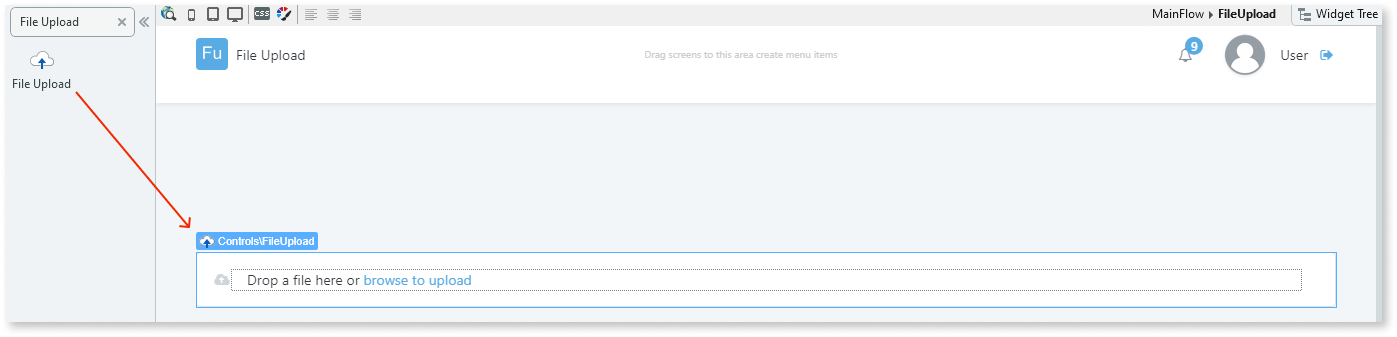 File Upload
CSS
MainFlow FileUpload
Widget Tree
File Upload
Fu File Upload
Drag screens to this area create menu items
9
User
Controls\FileUpload
Drop a file here or browse to upload